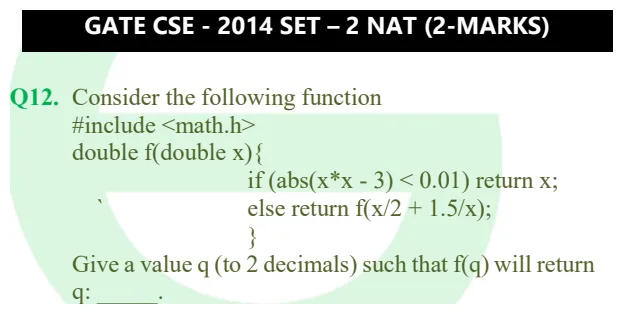 GATE CSE - 2014 SET – 2 NAT (2-MARKS)
Q12. Consider the following function
#include <math.h>
double f(double x){
if (abs(x*x - 3) < 0.01) return x;
` else return f(x/2 + 1.5/x);
}
Give a value q (to 2 decimals) such that f(q) will return
q: _____.